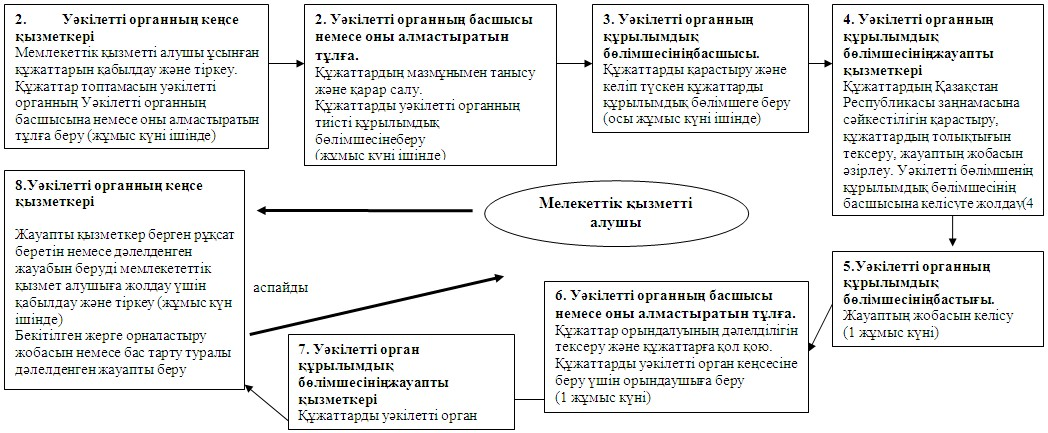 2. Уәкілетті органның кеңсе
қызметкері
Мемлекеттік қызметті алушы ұсынған
құжаттарын қабылдау және тіркеу.
Құжаттар топтамасын уәкілетті
органның Уәкілетті органның
басшысына немесе оны алмастыратын
тұлға беру (жұмыс күні ішінде)
2. Уәкілетті органның басшысы
немесе оны алмастыратын
тұлға.
Құжаттардың мазмұнымен танысу
және қарар салу.
Құжаттарды уәкілетті органның
тиісті құрылымдық
бөлімшесінеберу
(жұмыс күні ішінде)
3. Уәкілетті органның
құрылымдық
бөлімшесініңбасшысы.
Құжаттарды қарастыру және
келіп түскен құжаттарды
құрылымдық бөлімшеге беру
(осы жұмыс күні ішінде)
4. Уәкілетті органның
құрылымдық
бөлімшесініңжауапты
қызметкері
Құжаттардың Қазақстан
Республикасы заңнамасына
сәйкестілігін қарастыру,
құжаттардың толықтығын
тексеру, жауаптың жобасын
әзірлеу. Уәкілетті бөлімшенің
құрылымдық бөлімшесінің
басшысына келісуге жолдау(4
5.Уәкілетті органның
құрылымдық
бөлімшесініңбастығы.
Жауаптың жобасын келісу
(1 жұмыс күні)
6. Уәкілетті органның басшысы
немесе оны алмастыратын тұлға.
Құжаттар орындалуының дәлелділігін
тексеру және құжаттарға қол қою.
Құжаттарды уәкілетті орган кеңсесіне
беру үшін орындаушыға беру
(1 жұмыс күні)
7. Уәкілетті орган
құрылымдық
бөлімшесініңжауапты
қызметкері
Құжаттарды уәкілетті орган
8.Уәкілетті органның кеңсе
қызметкері
Жауапты қызметкер берген рұқсат
беретін немесе дәлелденген
жауабын беруді мемлекететтік
қызмет алушыға жолдау үшін
қабылдау және тіркеу (жұмыс күн
ішінде)
Бекітілген жерге орналастыру
жобасын немесе бас тарту туралы
дәлелденген жауапты беру
Мелекеттік қызметті
алушы
аспайды